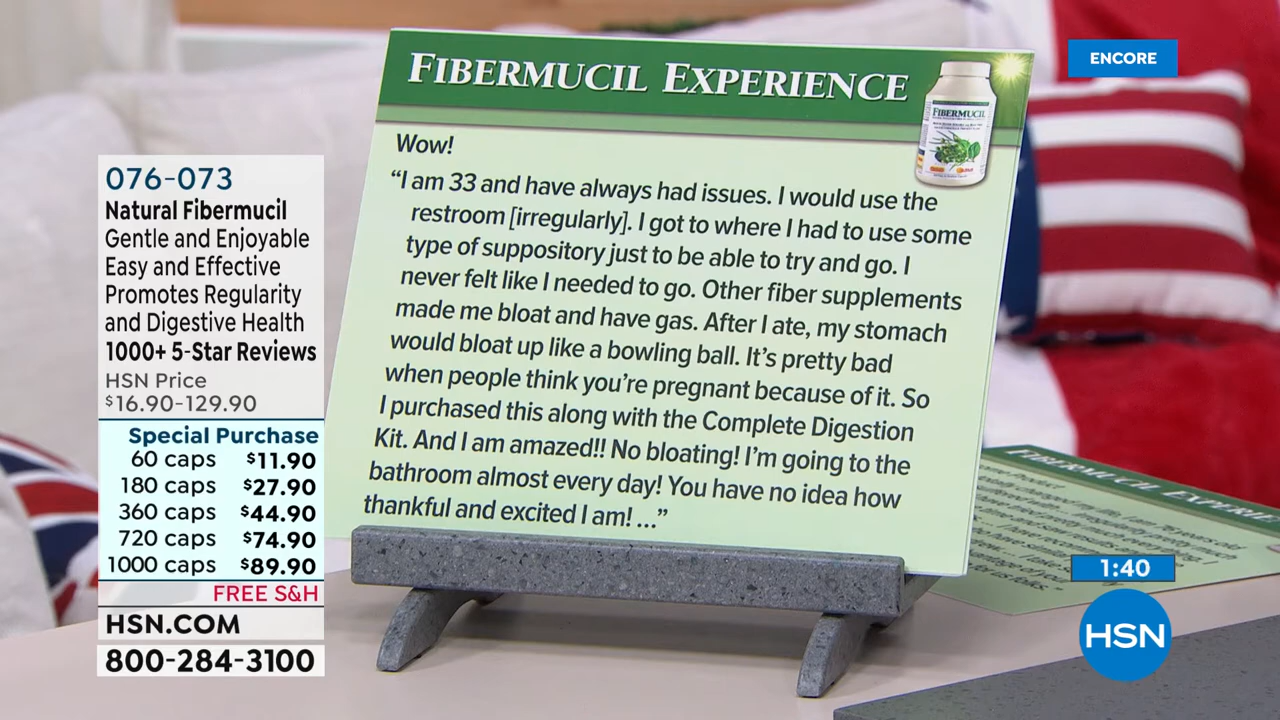 ENCORE
FIBERMUCIL EXPERIENCE
FIBERMUCIL
Wow!
“I am 33 and have always had issues. I would use the
restroom [irregularly]. I got to where I had to use some
type of suppository just to be able to try and go. I
never felt like I needed to go. Other fiber supplements
made me bloat and have gas. After I ate, my stomach
would bloat up like a bowling ball. It’s pretty bad
when people think you’re pregnant because of it. So
I purchased this along with the Complete Digestion
Kit. And I am amazed!! No bloating! I’m going to the
bathroom almost every day! You have no idea how
thankful and excited I am! ...”
076-073
Natural Fibermucil
Gentle and Enjoyable
Easy and Effective
Promotes Regularity
and Digestive Health
1000+ 5-Star Reviews
HSN Price
$16.90-129.90
Special Purchase
60 caps $11.90
180 caps $27.90
360 caps $44.90
720 caps $74.90
1000 caps $89.90
FREE S&H
HSN.COM
800-284-3100
FIBERMUCIL EXPERIE
1:40
HSN